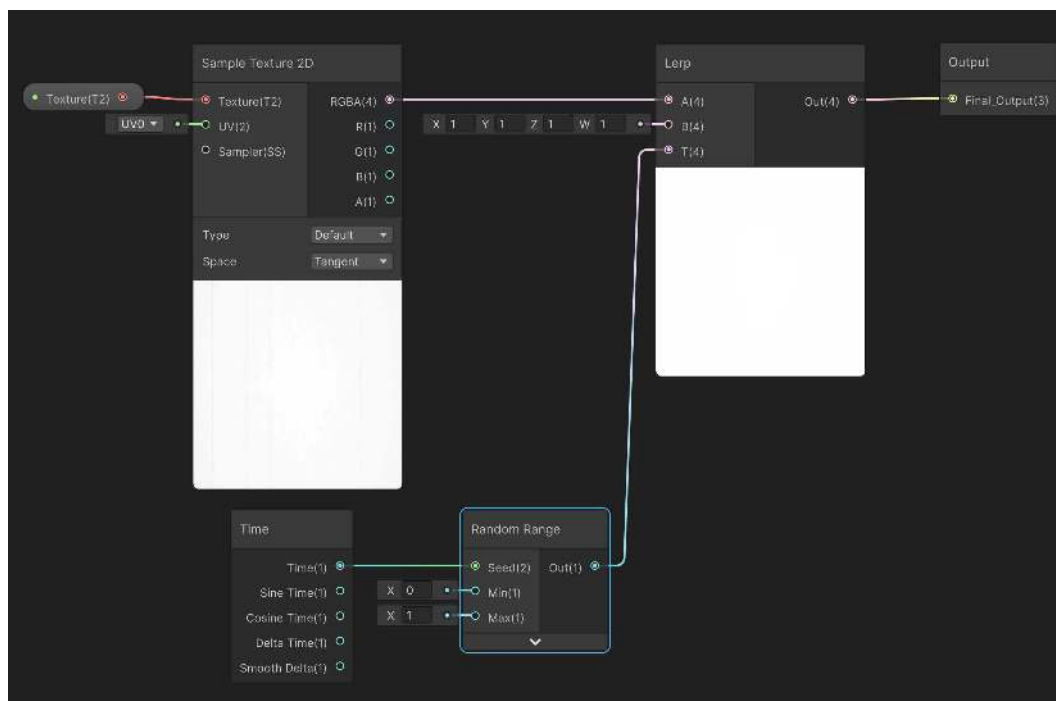 Sample Texture 2D
Lerp
Output
Texture(T2)
Texture(T2)
RGBA(4)
A(4)
Out(4)
Final_Output(3)
UV0
UV(2)
R(1)
X 1 Y 1 Z 1 W 1
B(4)
Sampler(SS)
G(1)
T(4)
B(1)
A(1)
Type
Default
Space
Tangent
Time
Random Range
Time(1)
Seed(2)
Out(1)
Sine Time(1)
X 0
Min(1)
Cosine Time(1)
X 1
Max(1)
Delta Time(1)
Smooth Delta(1)